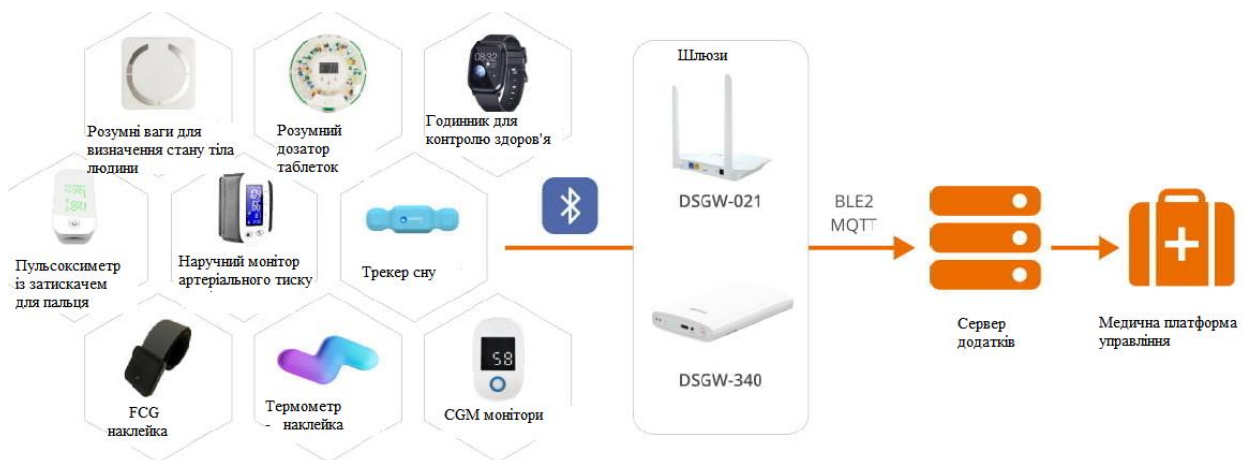 Розумні ваги для
визначення стану тіла
людини
Розумний
дозатор
таблеток
08:32
Годинник для
контролю здоров'я
Пульсоксиметр
із затискачем
для пальця
Наручний монітор
артеріального тиску
Трекер сну
FCG
наклейка
Термометр
- наклейка
58
CGM монітори
Шлюзи
DSGW-021
DSGW-340
BLE2
MQTT
Сервер
додатків
Медична платформа
управління